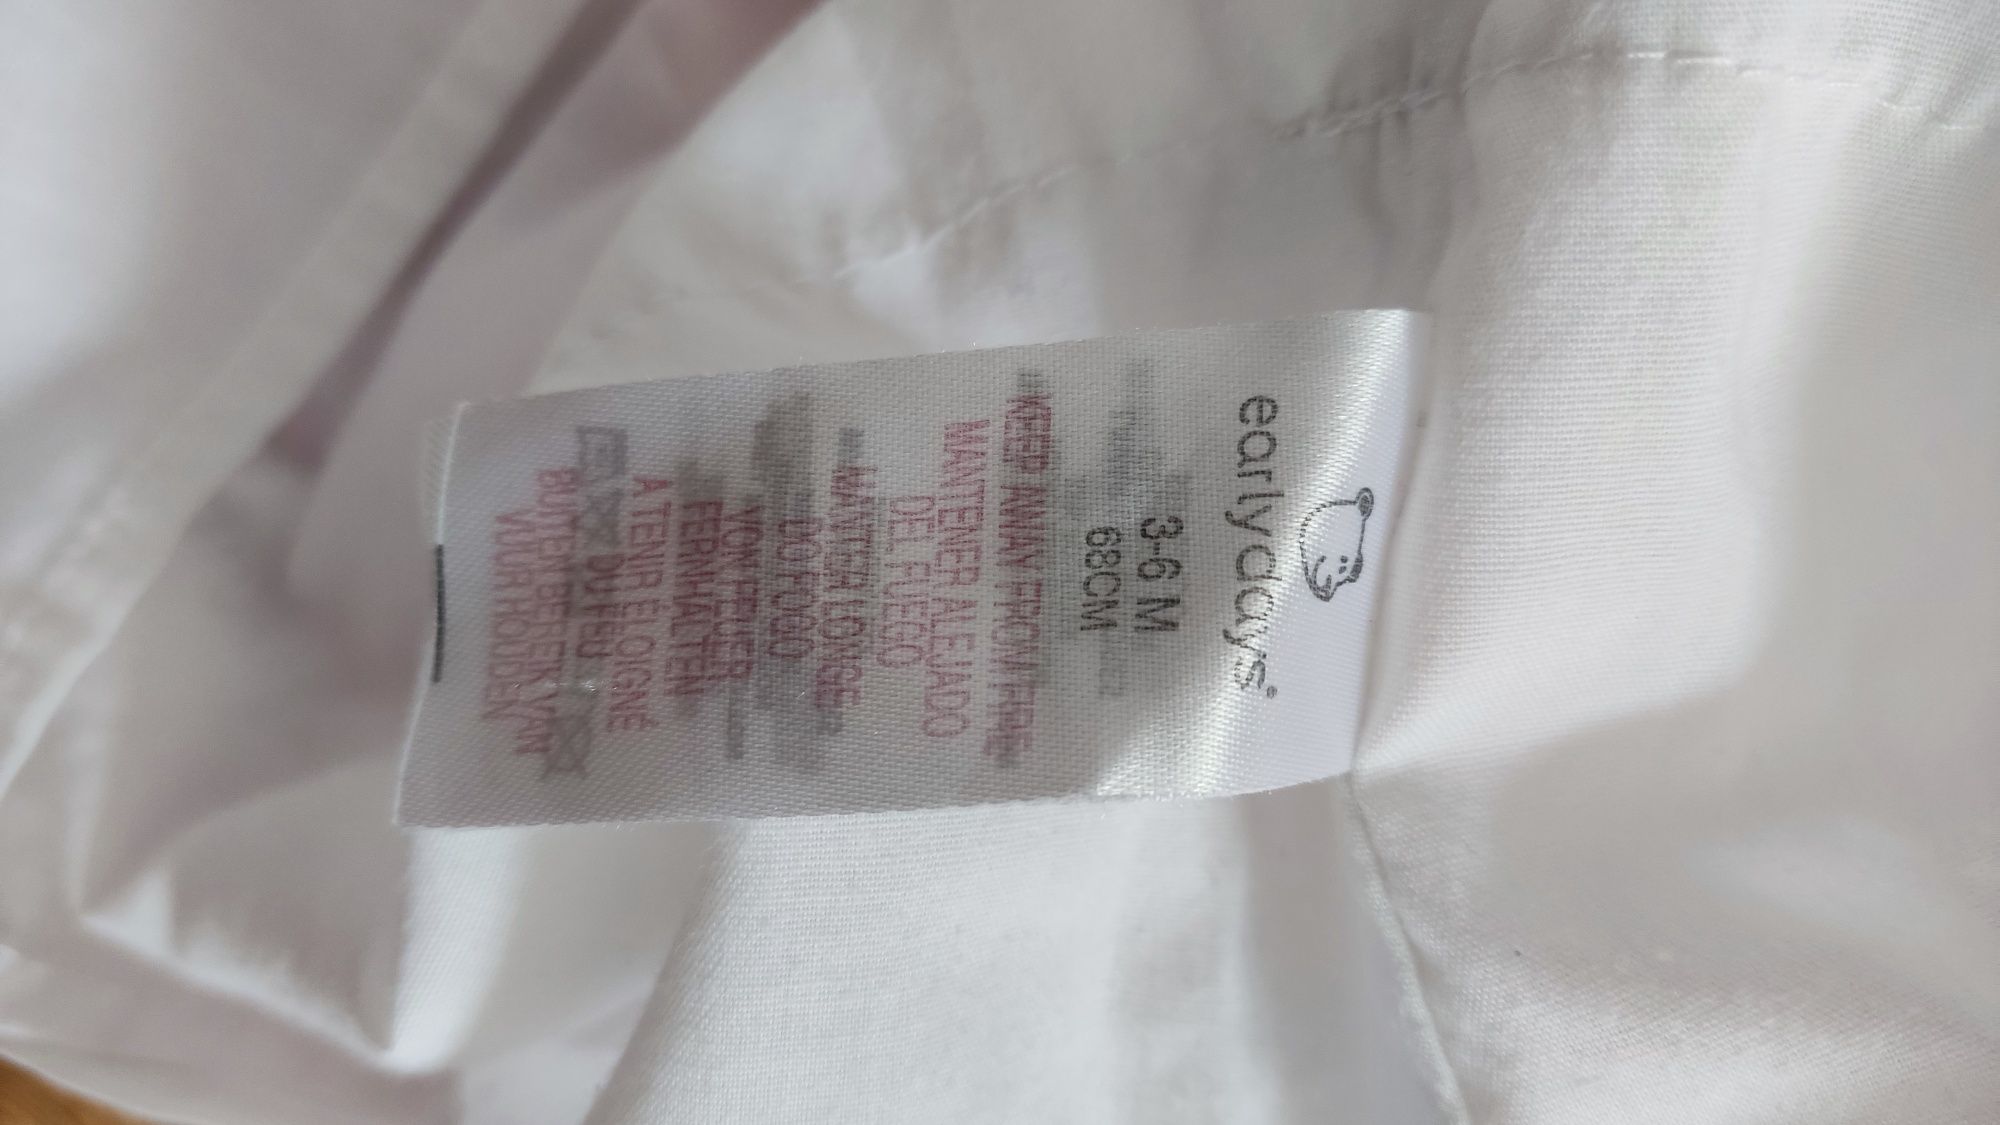 earlydays
3-6 M
68CM
KEEP AWAY FROM FIRE
MANTENER ALEJADO
DEL FUEGO
MANTER LONGE
DO FOGO
VOM FEUER
FERNHALTEN
A TENIR ÉLOIGNÉ
DU FEU
BUITEN BEREIK VAN
VUUR HOUDEN